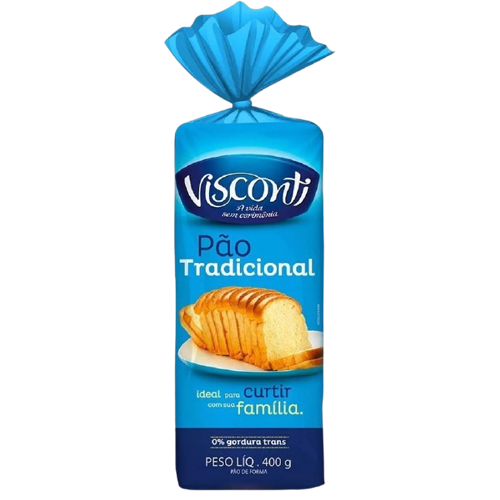 Visconti
A vida
sem cerimônia
Pão
Tradicional
ideal para curtir
com sua família.
0% gordura trans
PESO LÍQ. 400 g
PÃO DE FORMA